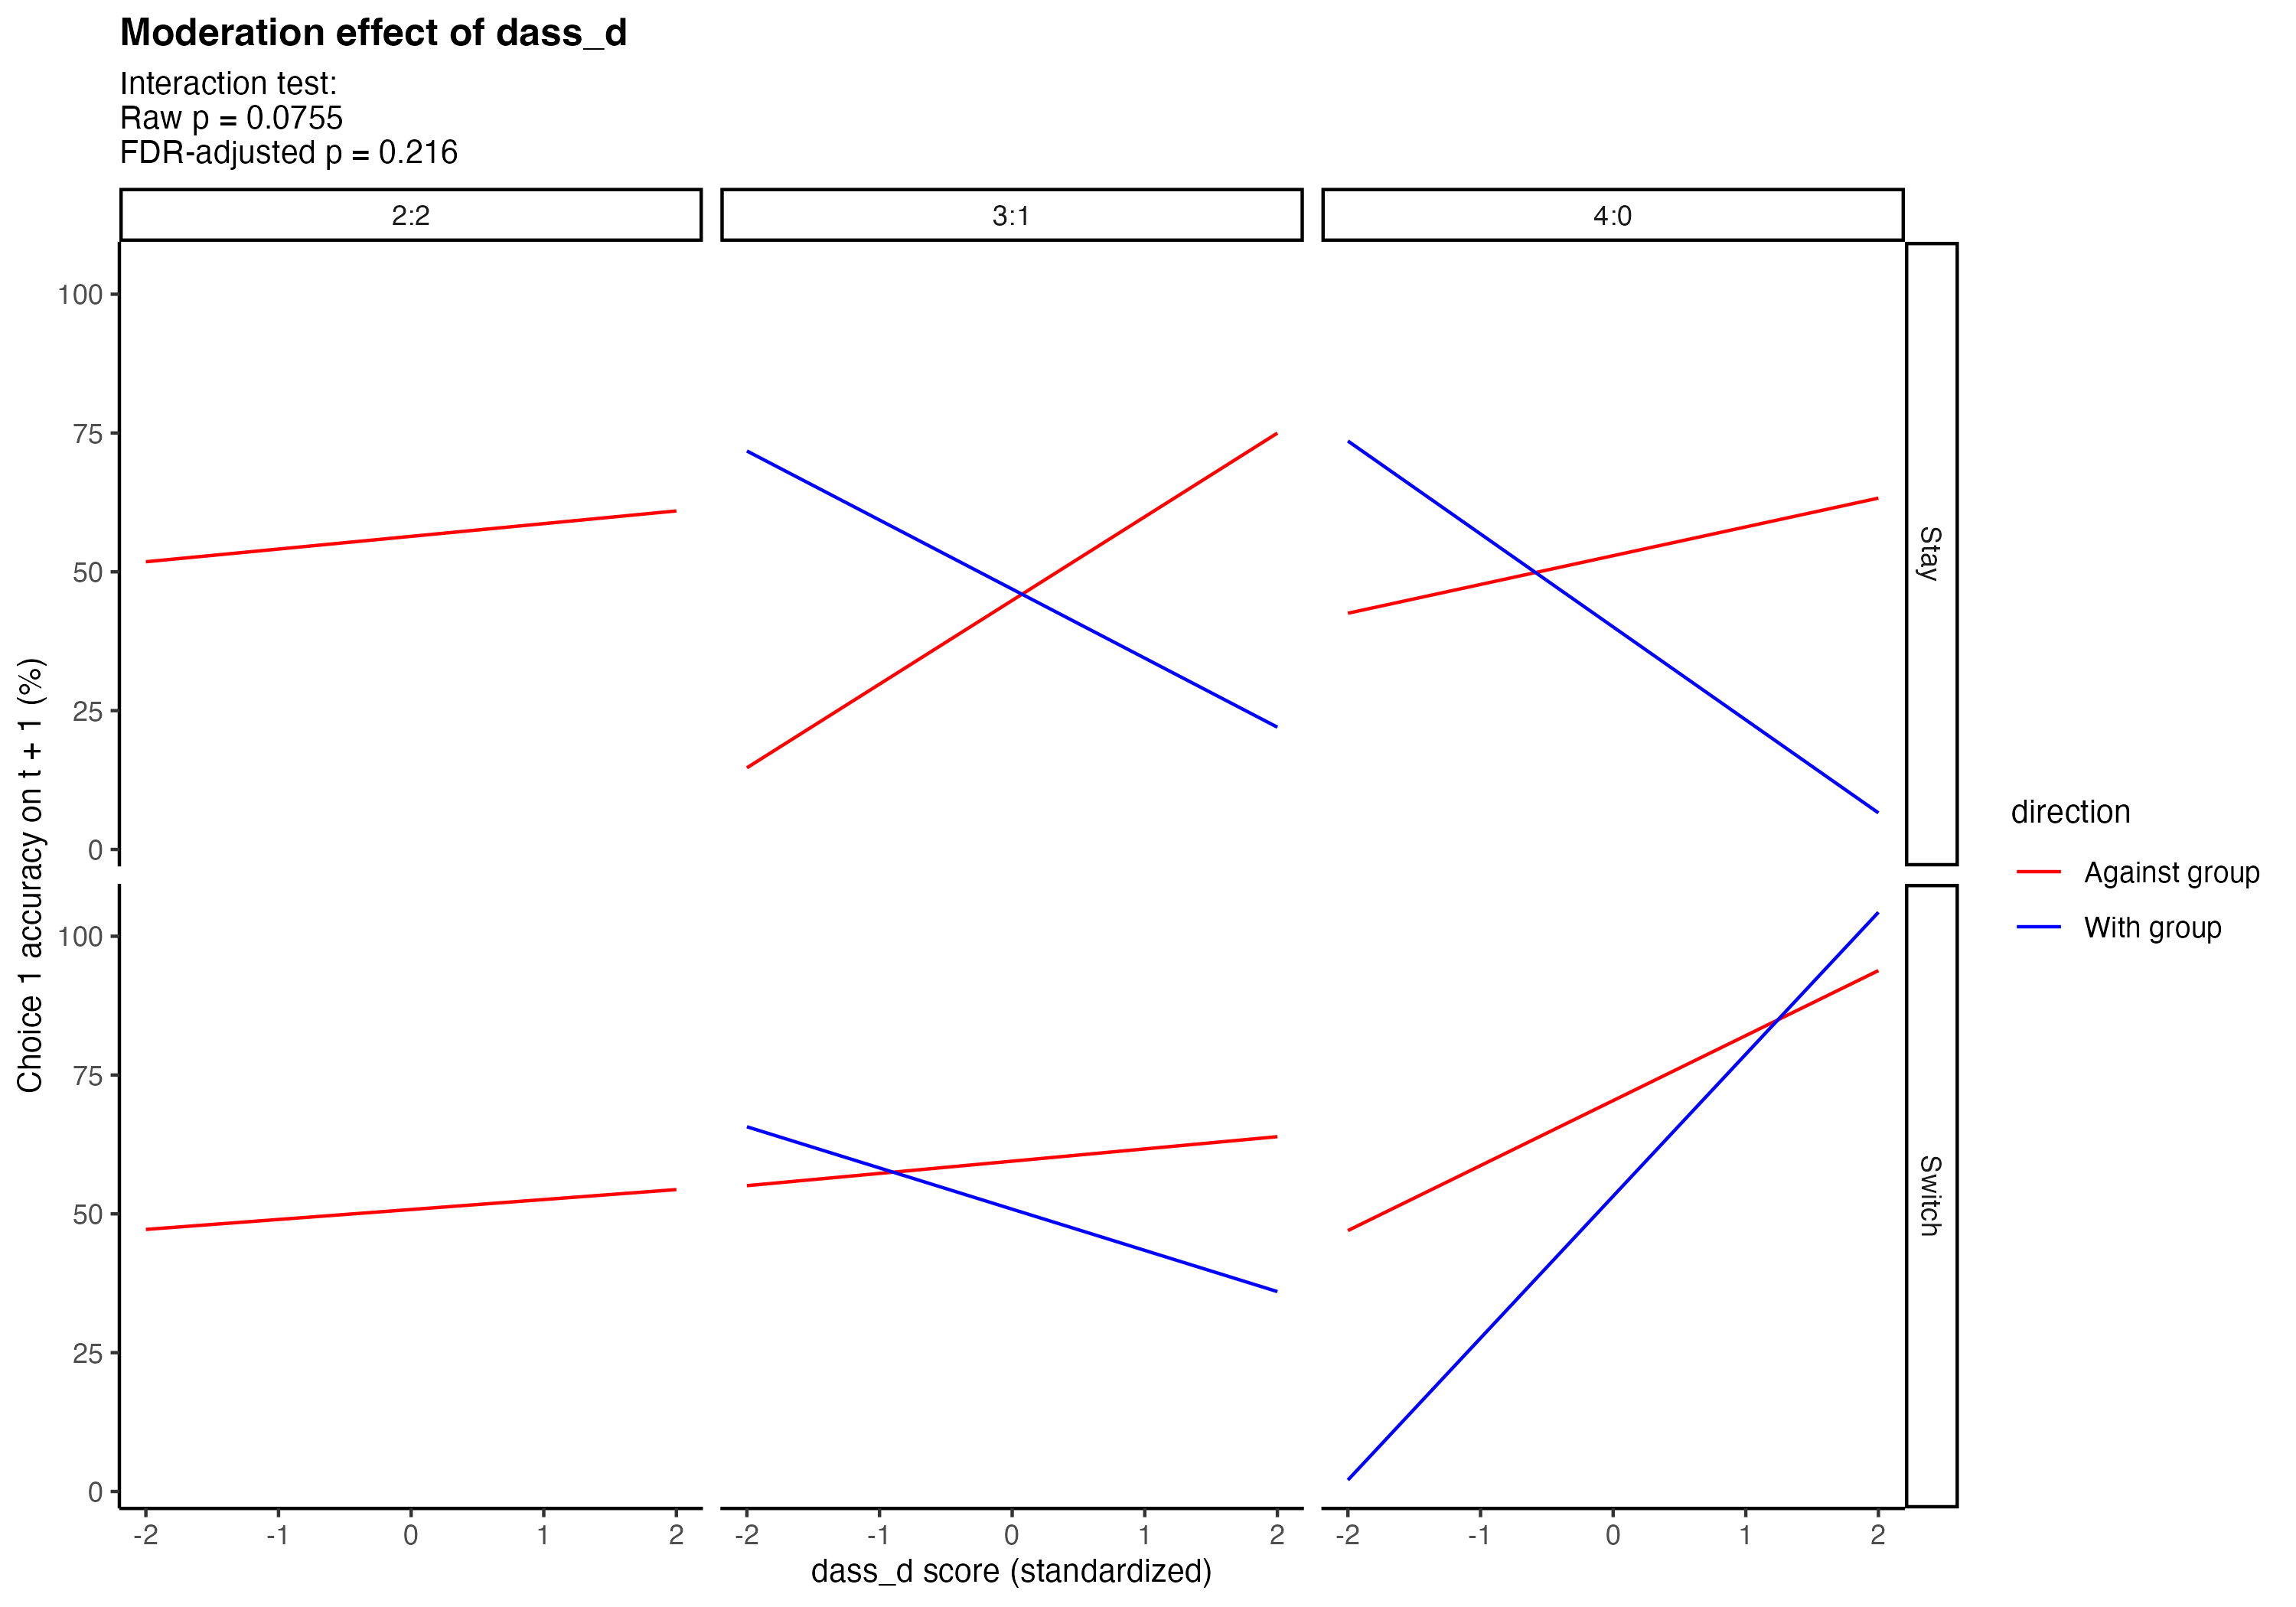 Moderation effect of dass_d
Interaction test:
Raw p = 0.0755
FDR-adjusted p = 0.216
2:2
3:1
4:0
100
75
50
25
0
Stay
100
75
50
25
0
Switch
-2 -1 0 1 2
-2 -1 0 1 2
-2 -1 0 1 2
dass_d score (standardized)
Choice 1 accuracy on t + 1 (%)
direction
Against group
With group